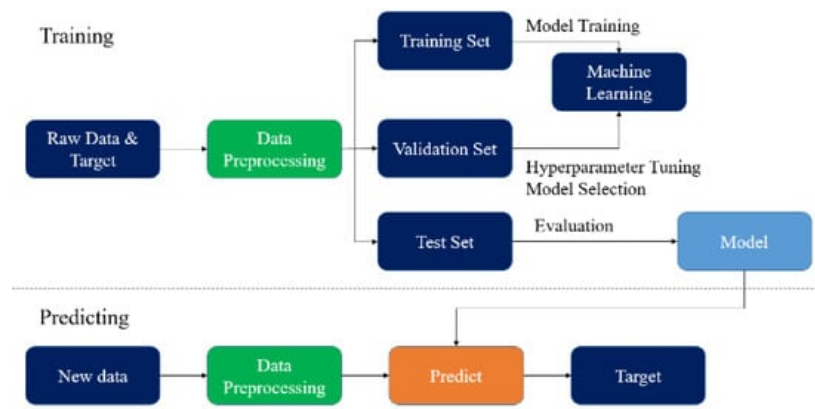 Training
Training Set
Model Training
Machine
Learning
Raw Data &
Target
Data
Preprocessing
Validation Set
Hyperparameter Tuning
Model Selection
Test Set
Evaluation
Model
Predicting
New data
Data
Preprocessing
Predict
Target